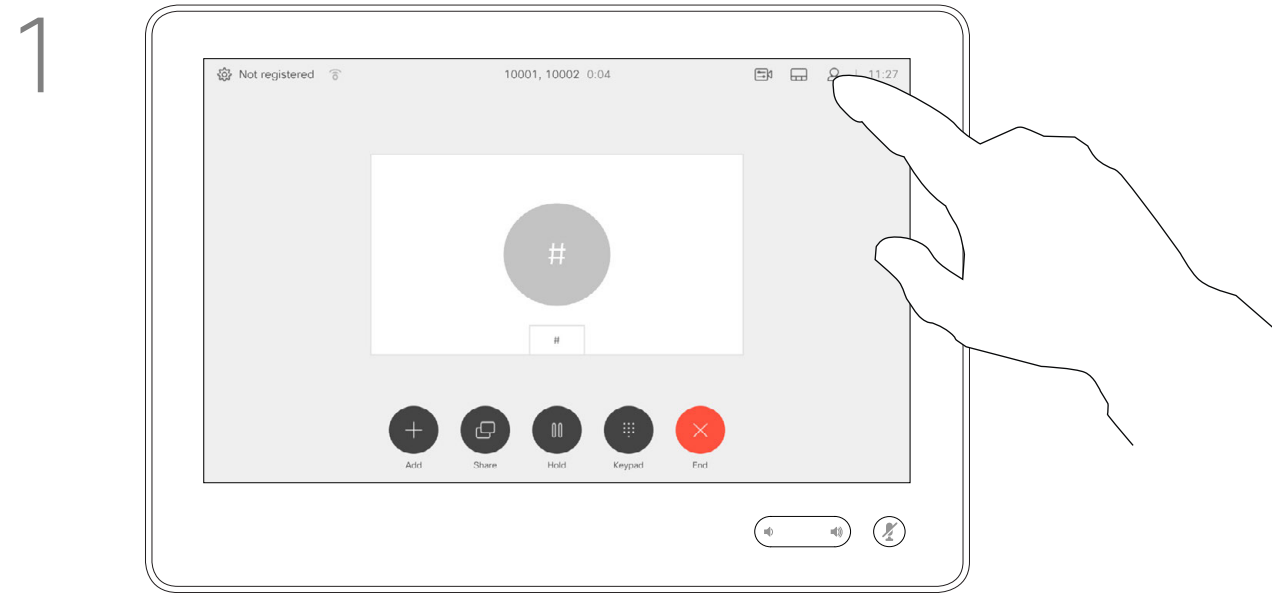 1
Not registered
10001, 10002 0:04
11:27
#
#
Add Share Hold Keypad End